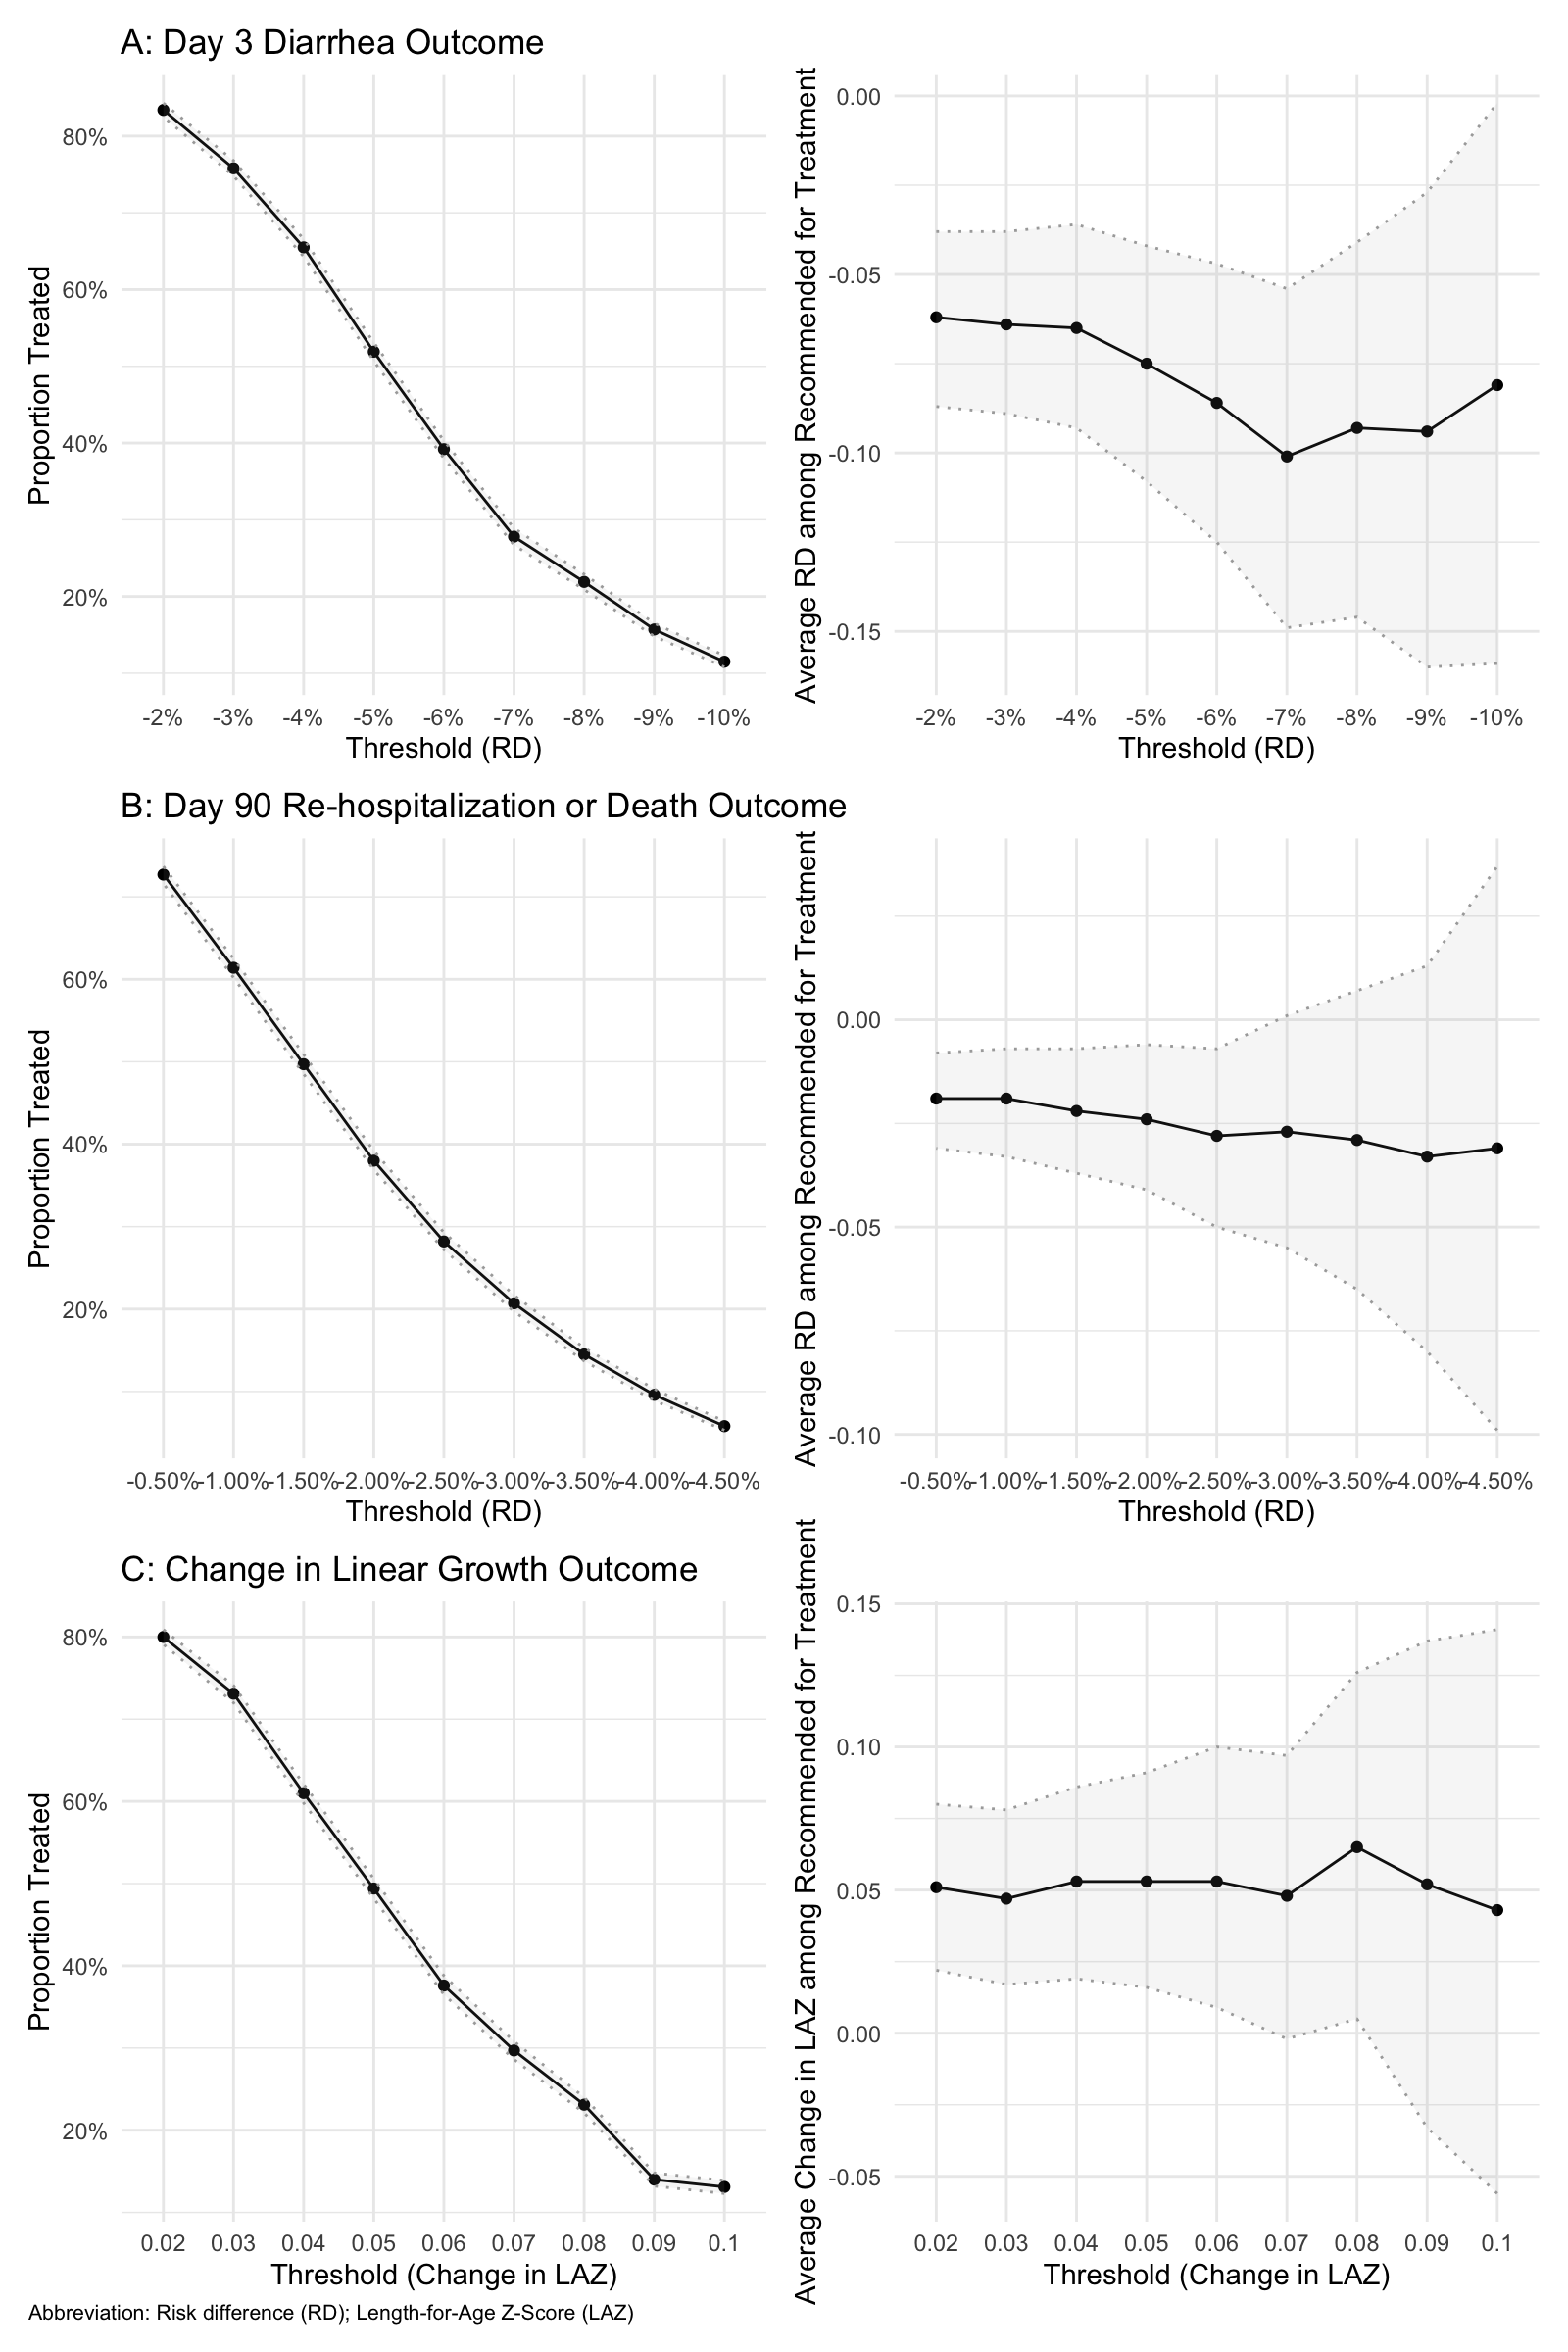 A: Day 3 Diarrhea Outcome
Proportion Treated
80%
60%
40%
20%
-2% -3% -4% -5% -6% -7% -8% -9% -10%
Threshold (RD)
Average RD among Recommended for Treatment
0.00
-0.05
-0.10
-0.15
-2% -3% -4% -5% -6% -7% -8% -9% -10%
Threshold (RD)
B: Day 90 Re-hospitalization or Death Outcome
Proportion Treated
60%
40%
20%
-0.50% -1.00% -1.50% -2.00% -2.50% -3.00% -3.50% -4.00% -4.50%
Threshold (RD)
Average RD among Recommended for Treatment
0.00
-0.05
-0.10
-0.50% -1.00% -1.50% -2.00% -2.50% -3.00% -3.50% -4.00% -4.50%
Threshold (RD)
C: Change in Linear Growth Outcome
Proportion Treated
80%
60%
40%
20%
0.02 0.03 0.04 0.05 0.06 0.07 0.08 0.09 0.1
Threshold (Change in LAZ)
Average Change in LAZ among Recommended for Treatment
0.15
0.10
0.05
0.00
-0.05
0.02 0.03 0.04 0.05 0.06 0.07 0.08 0.09 0.1
Threshold (Change in LAZ)
Abbreviation: Risk difference (RD); Length-for-Age Z-Score (LAZ)